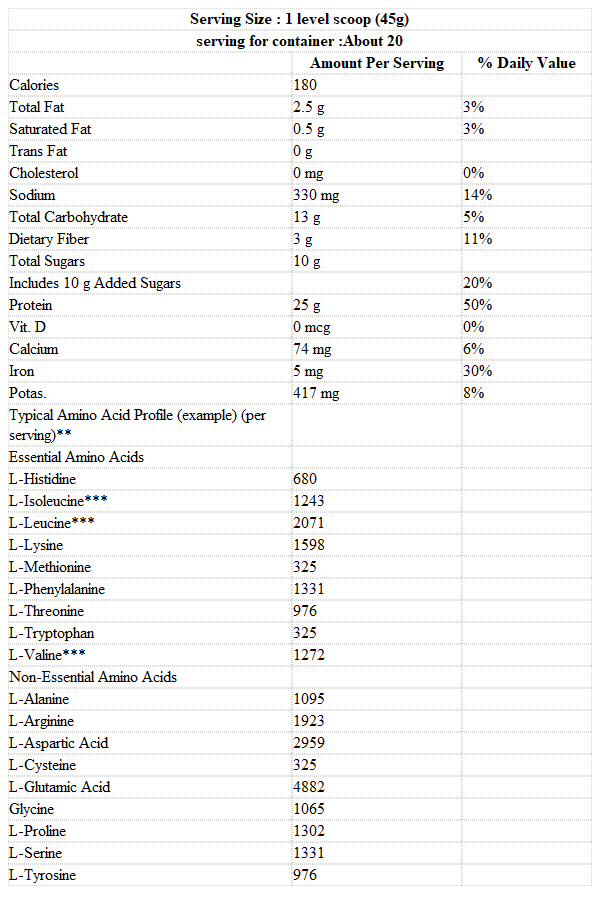 Serving Size : 1 level scoop (45g)
serving for container :About 20
Amount Per Serving % Daily Value
Calories 180
Total Fat 2.5 g 3%
Saturated Fat 0.5 g 3%
Trans Fat 0 g
Cholesterol 0 mg 0%
Sodium 330 mg 14%
Total Carbohydrate 13 g 5%
Dietary Fiber 3 g 11%
Total Sugars 10 g
Includes 10 g Added Sugars 20%
Protein 25 g 50%
Vit. D 0 mcg 0%
Calcium 74 mg 6%
Iron 5 mg 30%
Potas. 417 mg 8%
Typical Amino Acid Profile (example) (per
serving)**
Essential Amino Acids
L-Histidine 680
L-Isoleucine*** 1243
L-Leucine*** 2071
L-Lysine 1598
L-Methionine 325
L-Phenylalanine 1331
L-Threonine 976
L-Tryptophan 325
L-Valine*** 1272
Non-Essential Amino Acids
L-Alanine 1095
L-Arginine 1923
L-Aspartic Acid 2959
L-Cysteine 325
L-Glutamic Acid 4882
Glycine 1065
L-Proline 1302
L-Serine 1331
L-Tyrosine 976